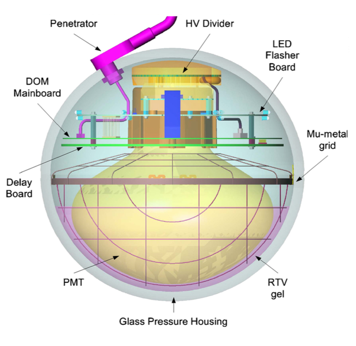 Penetrator
HV Divider
LED
Flasher
Board
DOM
Mainboard
Mu-metal
grid
Delay
Board
PMT
RTV
gel
Glass Pressure Housing